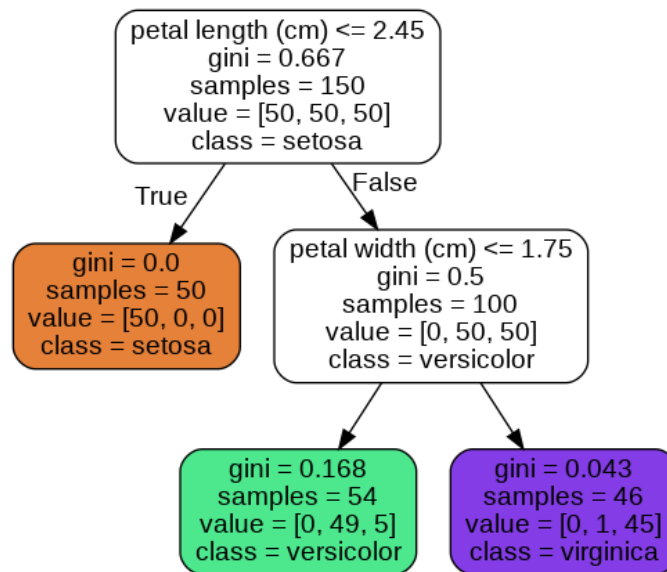 petal length (cm) <= 2.45
gini = 0.667
samples = 150
value = [50, 50, 50]
class = setosa
True
False
gini = 0.0
samples = 50
value = [50, 0, 0]
class = setosa
petal width (cm) <= 1.75
gini = 0.5
samples = 100
value = [0, 50, 50]
class = versicolor
gini = 0.168
samples = 54
value = [0, 49, 5]
class = versicolor
gini = 0.043
samples = 46
value = [0, 1, 45]
class = virginica